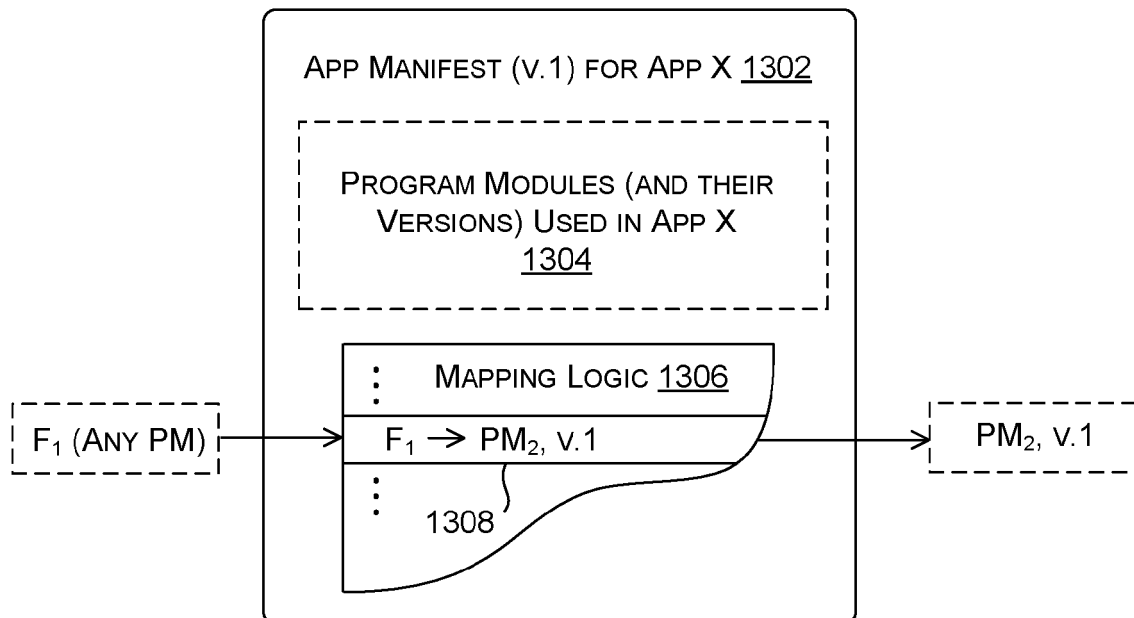 APP MANIFEST (V.1) FOR APP X 1302
PROGRAM MODULES (AND THEIR
VERSIONS) USED IN APP X
1304
⋮ MAPPING LOGIC 1306
F₁ (ANY PM)
F₁ → PM₂, V.1
PM₂, V.1
⋮
1308